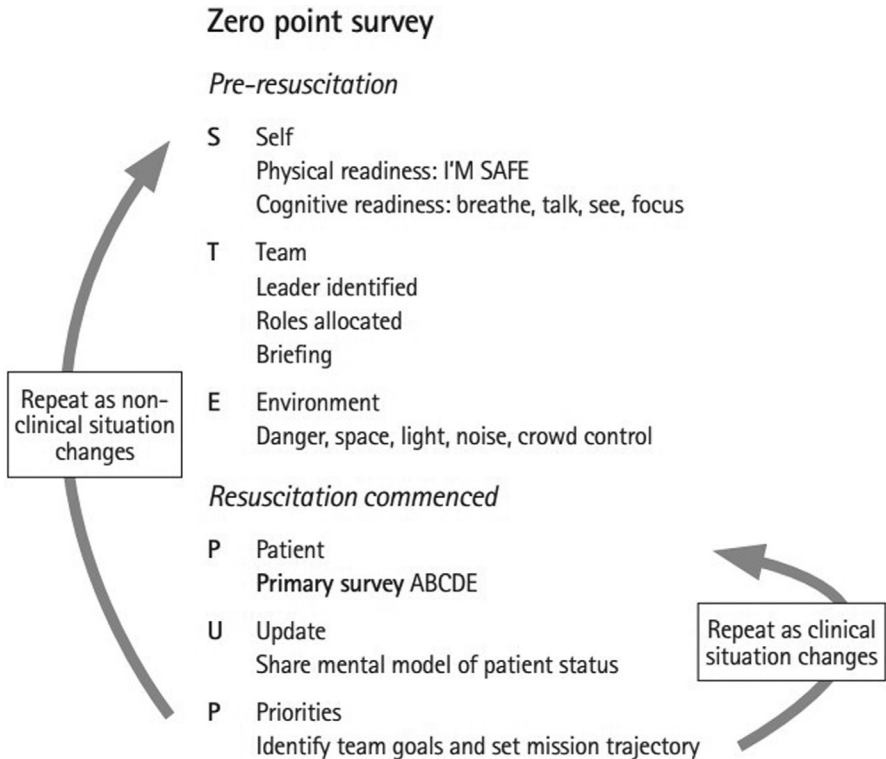 Zero point survey
Pre-resuscitation
S Self
Physical readiness: I'M SAFE
Cognitive readiness: breathe, talk, see, focus
T Team
Leader identified
Roles allocated
Briefing
Repeat as non-
clinical situation
changes
E Environment
Danger, space, light, noise, crowd control
Resuscitation commenced
P Patient
Primary survey ABCDE
U Update
Share mental model of patient status
Repeat as clinical
situation changes
P Priorities
Identify team goals and set mission trajectory